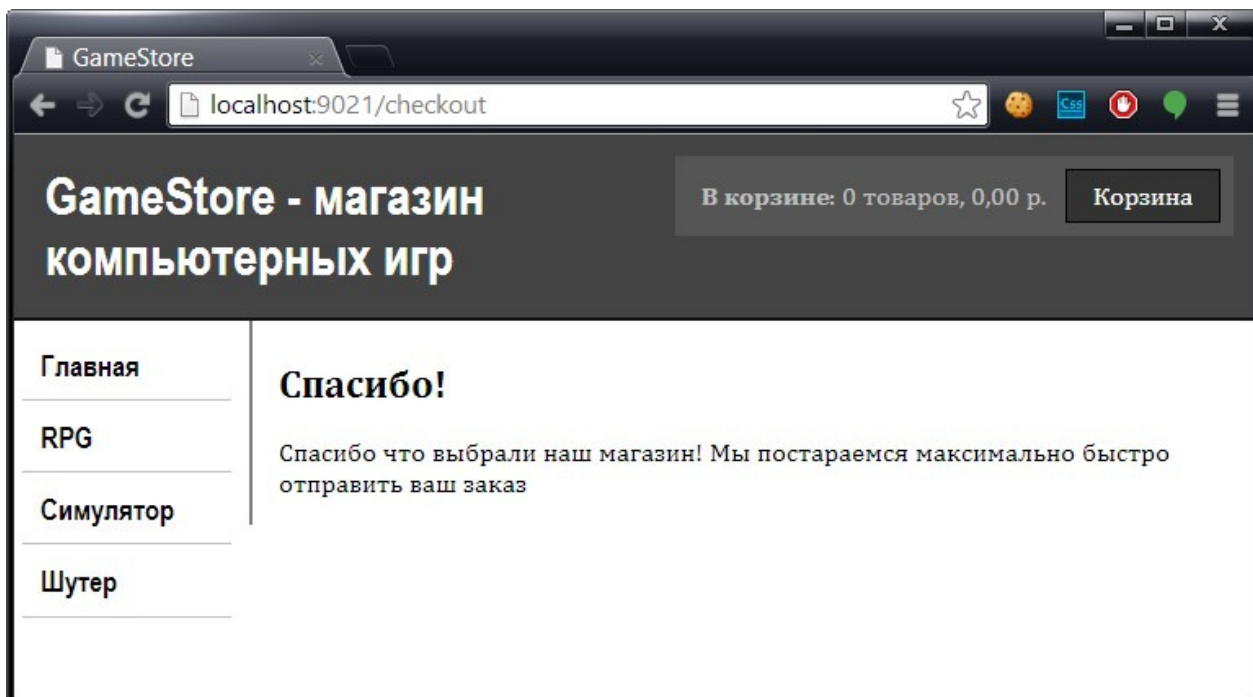 GameStore
localhost:9021/checkout
Css
GameStore - магазин
компьютерных игр
В корзине: 0 товаров, 0,00 р.
Корзина
Главная
RPG
Симулятор
Шутер
Спасибо!
Спасибо что выбрали наш магазин! Мы постараемся максимально быстро
отправить ваш заказ